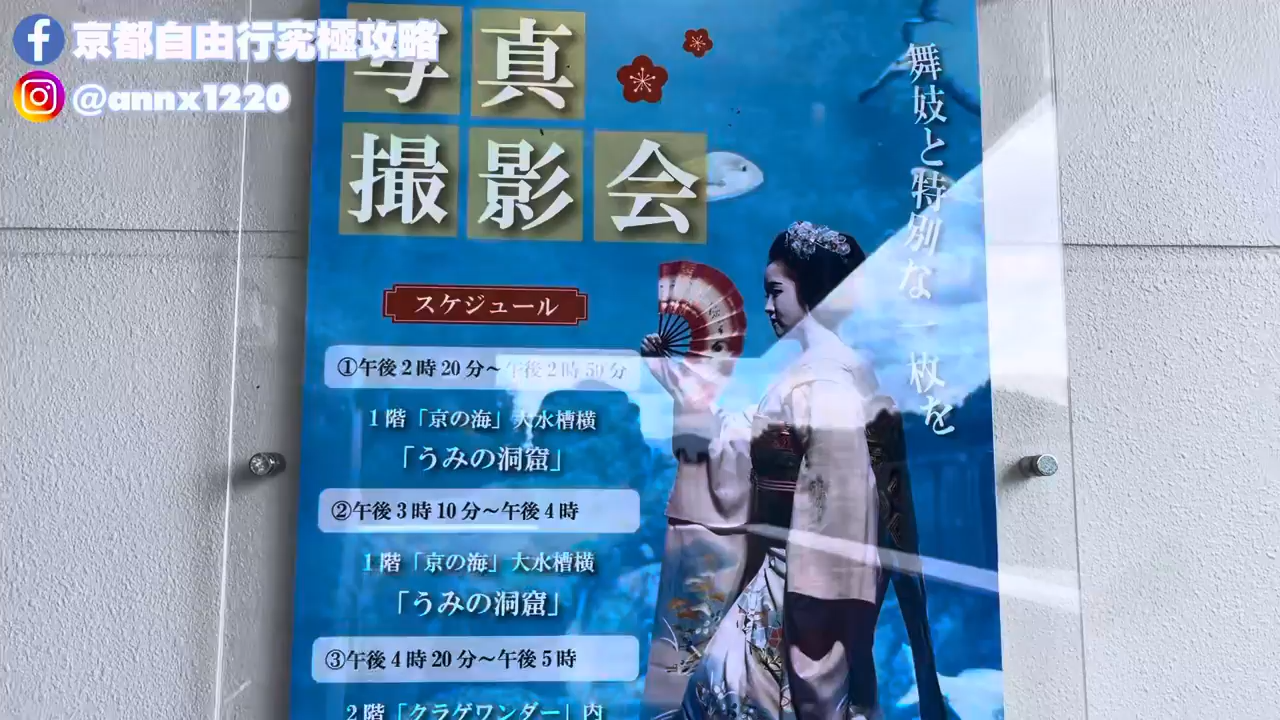 京都自由行究極攻略
@annx1220
写真
撮影会
舞妓と特別な一枚を
スケジュール
①午後2時20分～午後2時50分
1階「京の海」大水槽横
「うみの洞窟」
②午後3時10分～午後4時
1階「京の海」大水槽横
「うみの洞窟」
③午後4時20分～午後5時
2階「クラゲワンダー」内